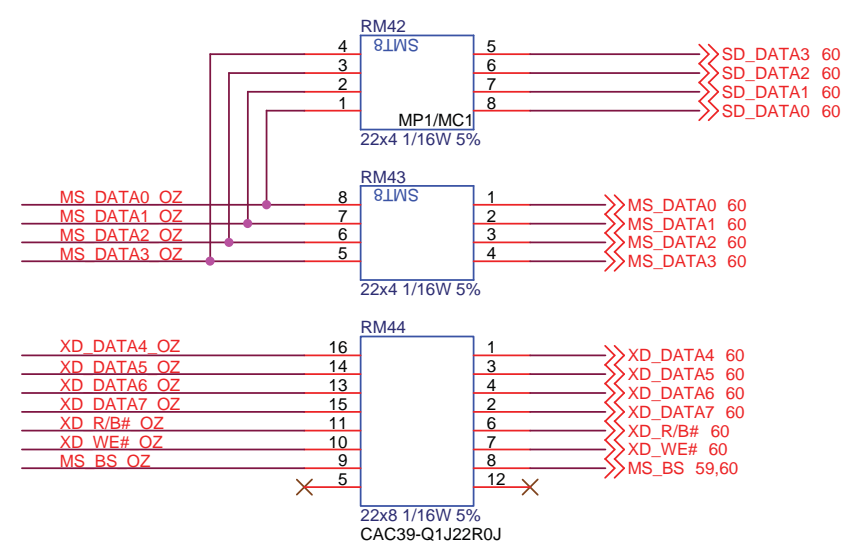 RM42
SMT8
4 5 SD_DATA3 60
3 6 SD_DATA2 60
2 7 SD_DATA1 60
1 8 SD_DATA0 60
MP1/MC1
22x4 1/16W 5%
RM43
SMT8
MS_DATA0_OZ 8 1 MS_DATA0 60
MS_DATA1_OZ 7 2 MS_DATA1 60
MS_DATA2_OZ 6 3 MS_DATA2 60
MS_DATA3_OZ 5 4 MS_DATA3 60
22x4 1/16W 5%
RM44
XD_DATA4_OZ 16 1 XD_DATA4 60
XD_DATA5_OZ 14 3 XD_DATA5 60
XD_DATA6_OZ 13 4 XD_DATA6 60
XD_DATA7_OZ 15 2 XD_DATA7 60
XD_R/B#_OZ 11 6 XD_R/B# 60
XD_WE#_OZ 10 7 XD_WE# 60
MS_BS_OZ 9 8 MS_BS 59,60
5 12
22x8 1/16W 5%
CAC39-Q1J22R0J